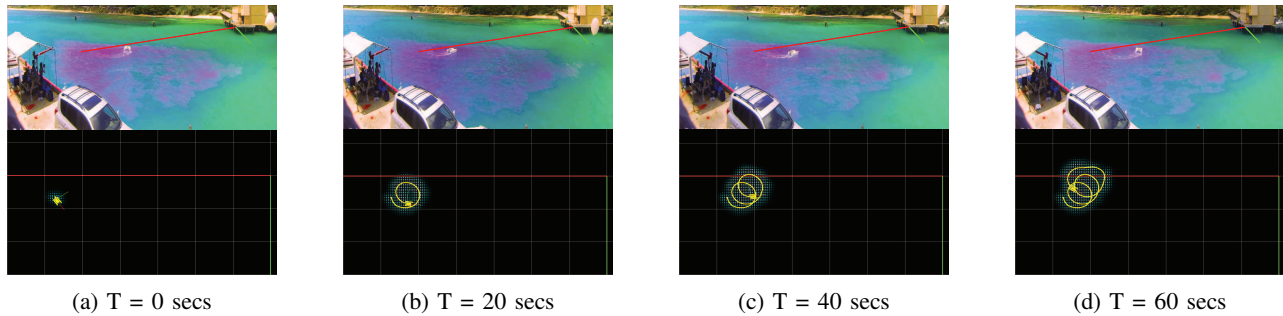 (a) T = 0 secs
(b) T = 20 secs
(c) T = 40 secs
(d) T = 60 secs